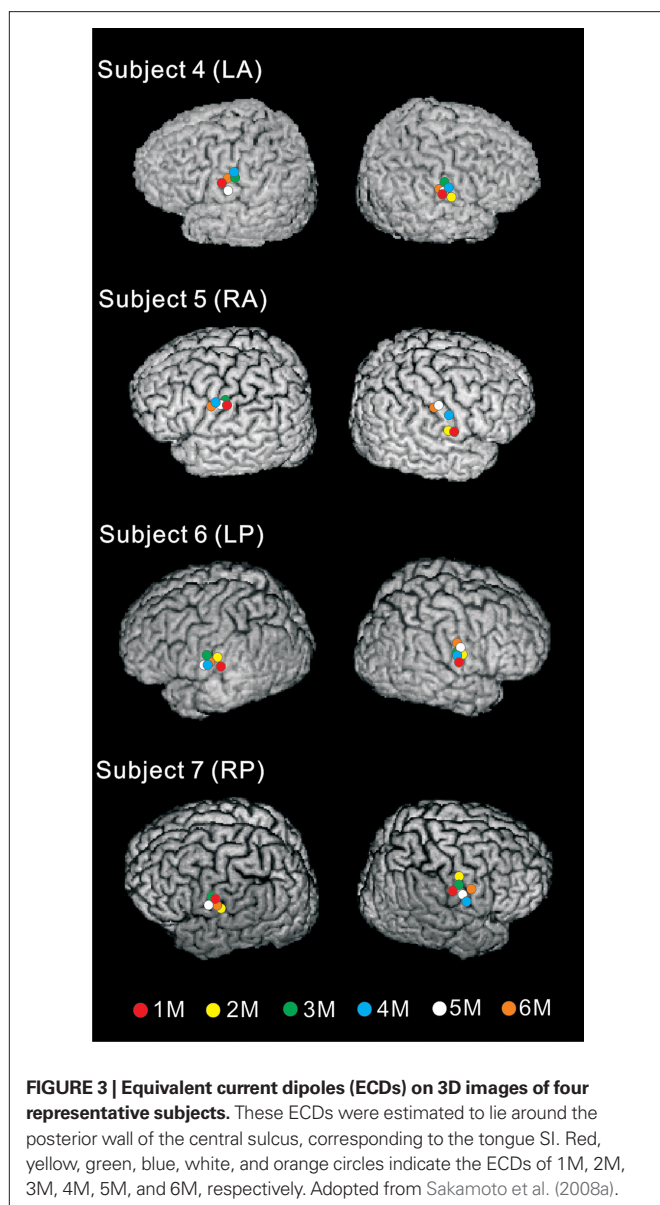 Subject 4 (LA)
Subject 5 (RA)
Subject 6 (LP)
Subject 7 (RP)
1M 2M 3M 4M 5M 6M
FIGURE 3 | Equivalent current dipoles (ECDs) on 3D images of four
representative subjects. These ECDs were estimated to lie around the
posterior wall of the central sulcus, corresponding to the tongue SI. Red,
yellow, green, blue, white, and orange circles indicate the ECDs of 1M, 2M,
3M, 4M, 5M, and 6M, respectively. Adopted from Sakamoto et al. (2008a).